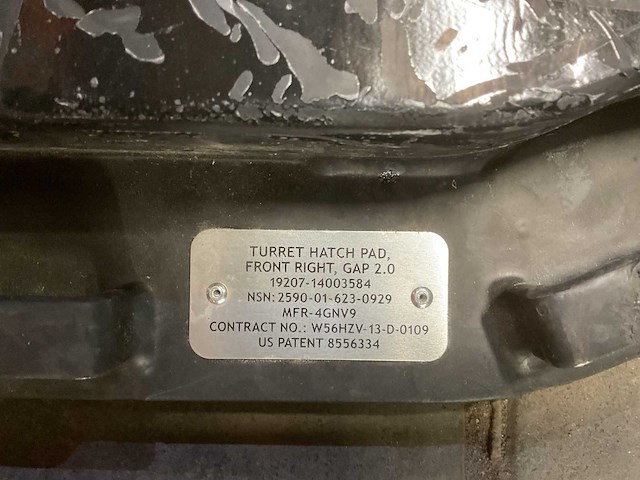 TURRET HATCH PAD,
FRONT RIGHT, GAP 2.0
19207-14003584
NSN: 2590-01-623-0929
MFR-4GNV9
CONTRACT NO.: W56HZV-13-D-0109
US PATENT 8556334